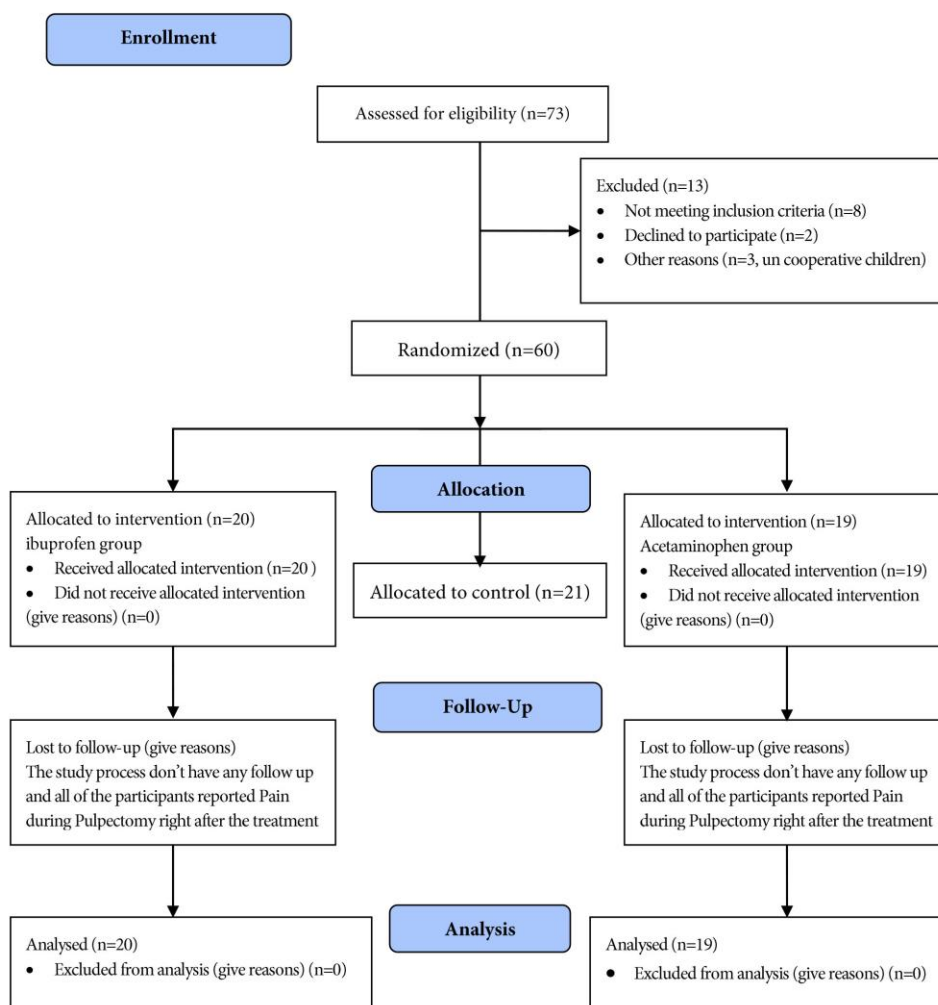 Enrollment
Assessed for eligibility (n=73)
Excluded (n=13)
• Not meeting inclusion criteria (n=8)
• Declined to participate (n=2)
• Other reasons (n=3, un cooperative children)
Randomized (n=60)
Allocation
Allocated to intervention (n=20)
ibuprofen group
• Received allocated intervention (n=20 )
• Did not receive allocated intervention
(give reasons) (n=0)
Allocated to control (n=21)
Allocated to intervention (n=19)
Acetaminophen group
• Received allocated intervention (n=19)
• Did not receive allocated intervention
(give reasons) (n=0)
Follow-Up
Lost to follow-up (give reasons)
The study process don’t have any follow up
and all of the participants reported Pain
during Pulpectomy right after the treatment
Lost to follow-up (give reasons)
The study process don’t have any follow up
and all of the participants reported Pain
during Pulpectomy right after the treatment
Analysis
Analysed (n=20)
• Excluded from analysis (give reasons) (n=0)
Analysed (n=19)
• Excluded from analysis (give reasons) (n=0)